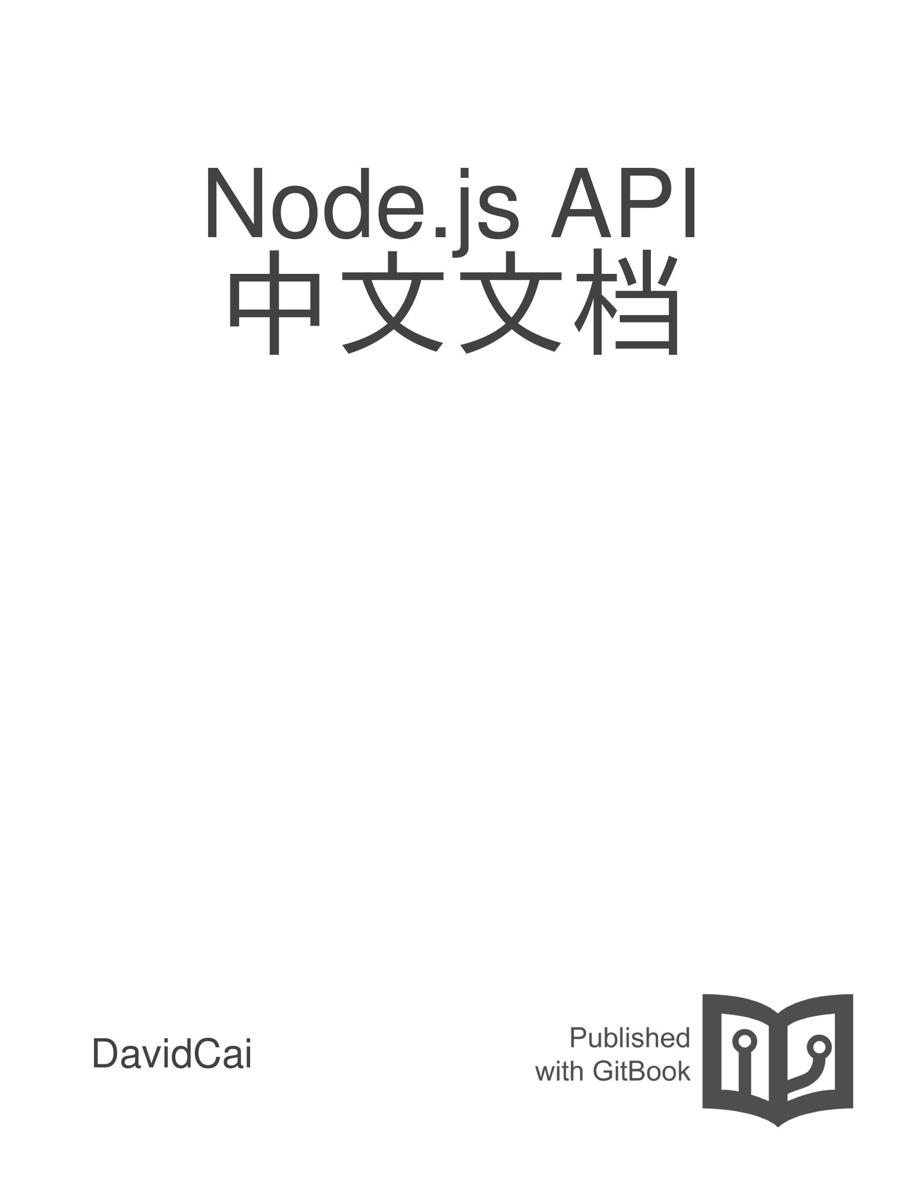 Node.js API
中文文档
DavidCai
Published
with GitBook